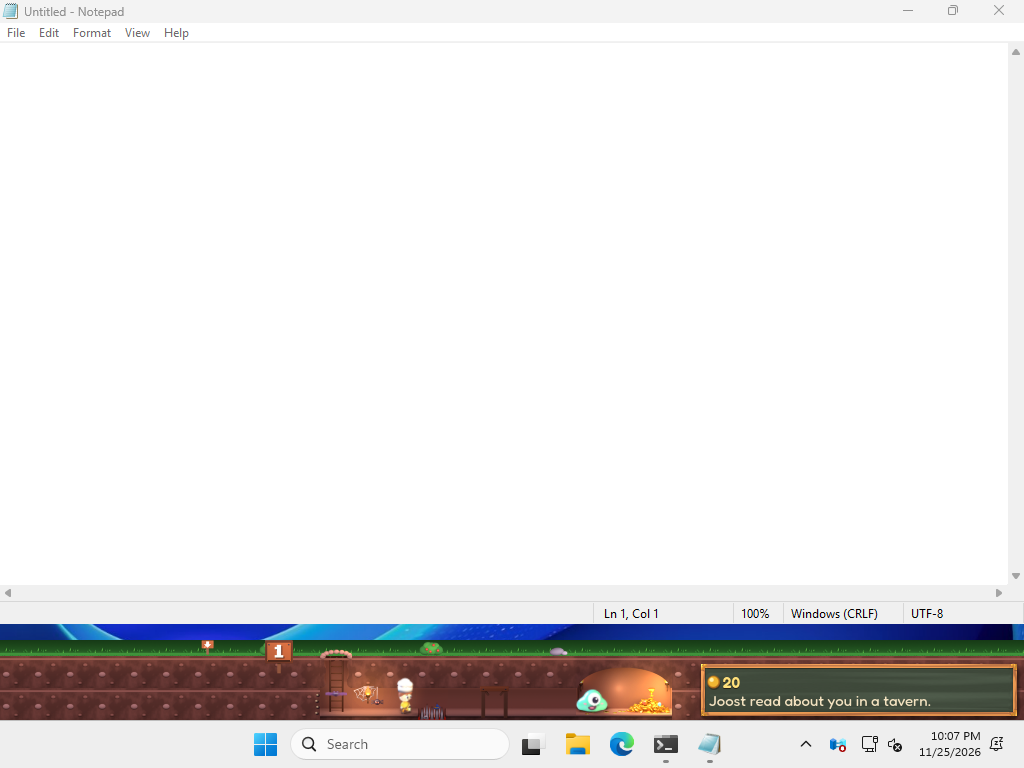 Untitled - Notepad
File Edit Format View Help
Ln 1, Col 1
100%
Windows (CRLF)
UTF-8
1
20
Joost read about you in a tavern.
Search
10:07 PM
11/25/2026